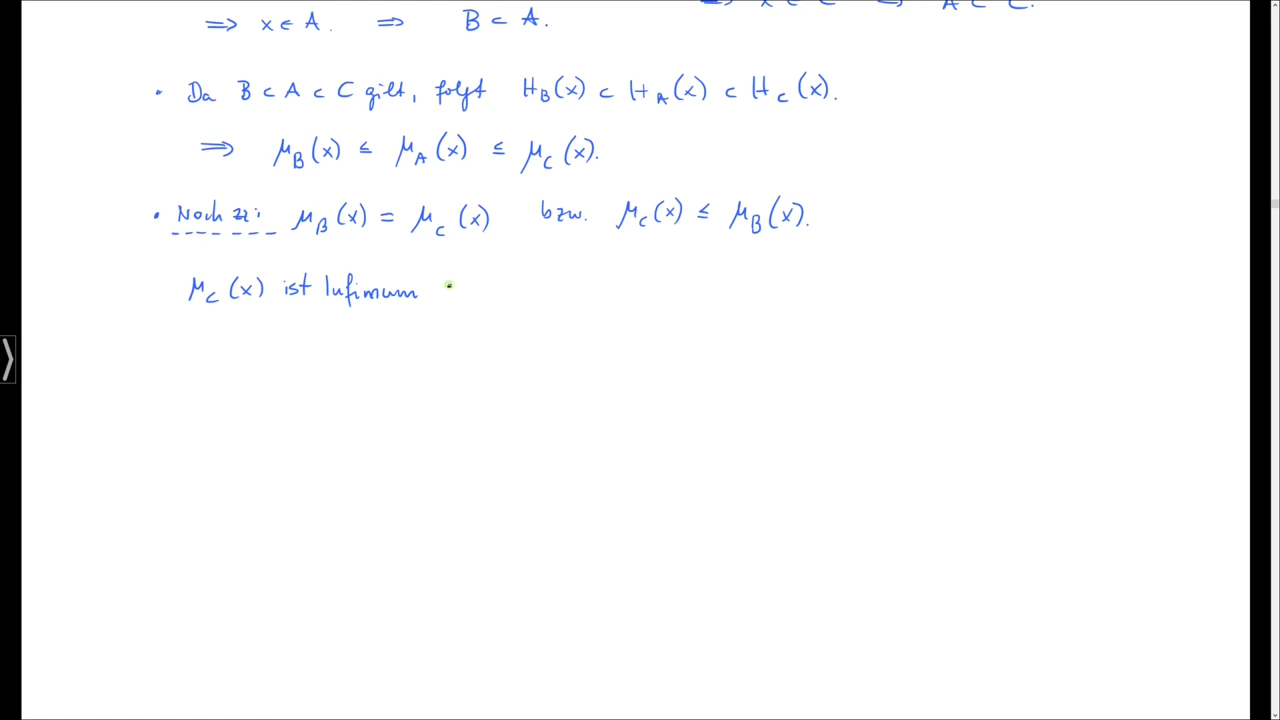 ⟹ x ∈ A. ⟹ B ⊂ A.
• Da B ⊂ A ⊂ C gilt, folgt H_B(x) ⊂ H_A(x) ⊂ H_C(x).
⟹ μ_B(x) ≤ μ_A(x) ≤ μ_C(x).
• Noch zz: μ_B(x) = μ_C(x) bzw. μ_C(x) ≤ μ_B(x).
μ_C(x) ist Infimum